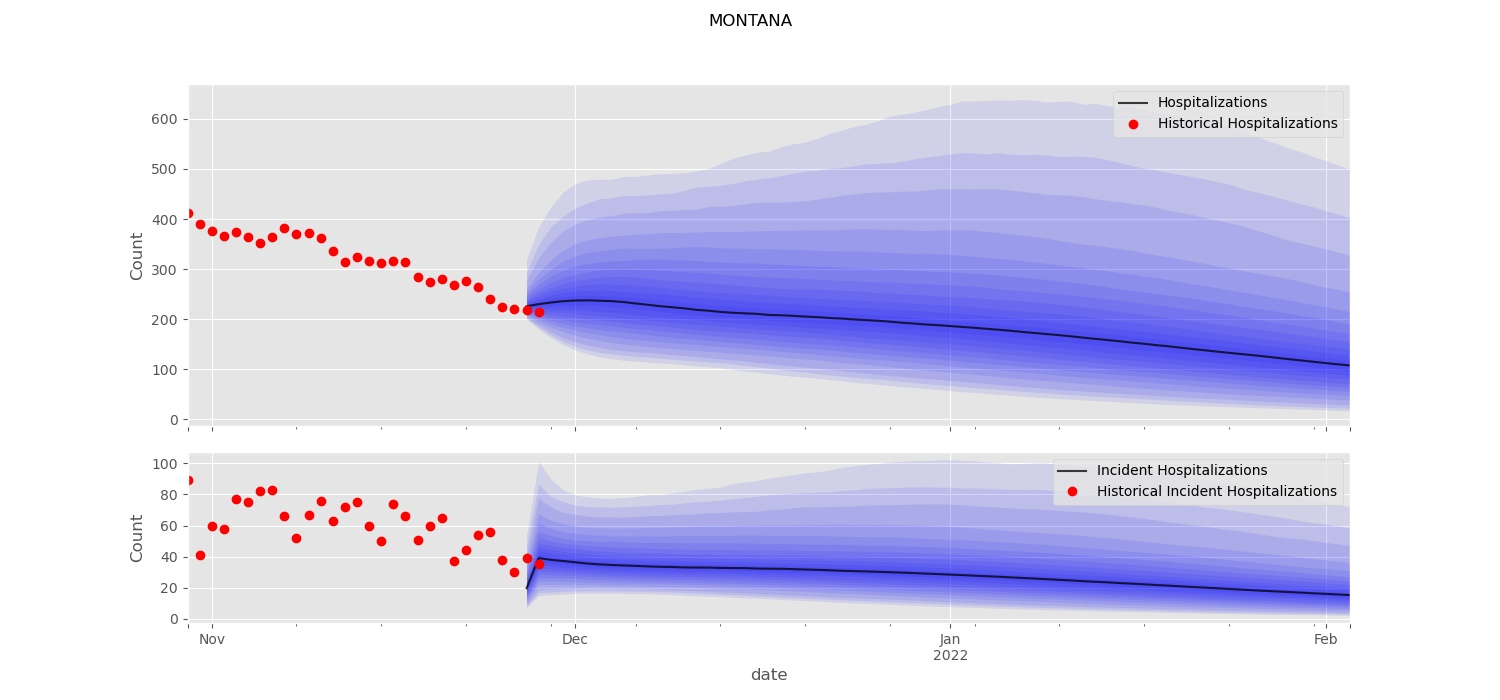 MONTANA
Hospitalizations
Historical Hospitalizations
600
500
400
300
200
100
0
Count
Incident Hospitalizations
Historical Incident Hospitalizations
100
80
60
40
20
0
Count
Nov
Dec
Jan
2022
Feb
date